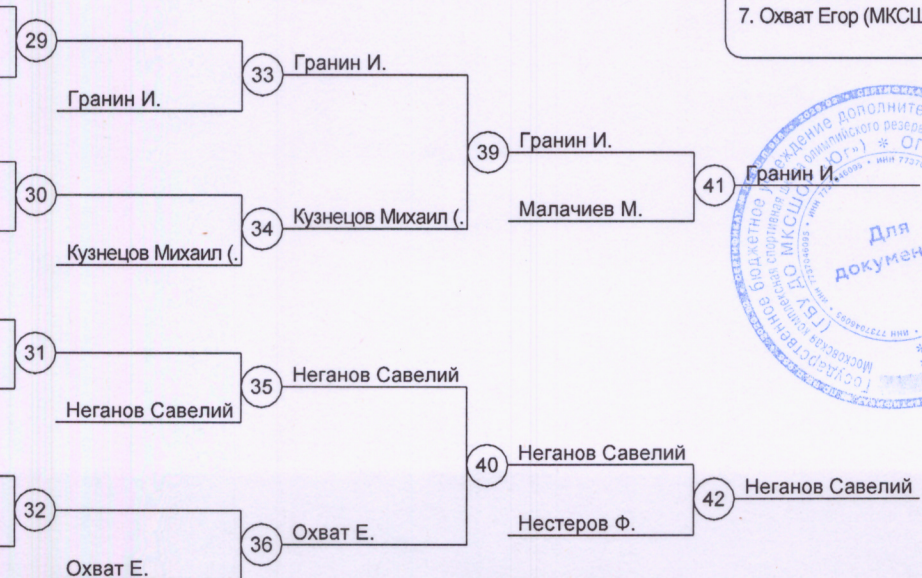 7. Охват Егор (МКСШ
29
Гранин И.
33
Гранин И.
Гранин И.
39
Гранин И.
41
30
Кузнецов Михаил (.
34
Кузнецов Михаил (.
Малачиев М.
Для
докумен
31
Неганов Савелий
35
Неганов Савелий
Неганов Савелий
40
Неганов Савелий
42
32
Охват Е.
36
Охват Е.
Нестеров Ф.